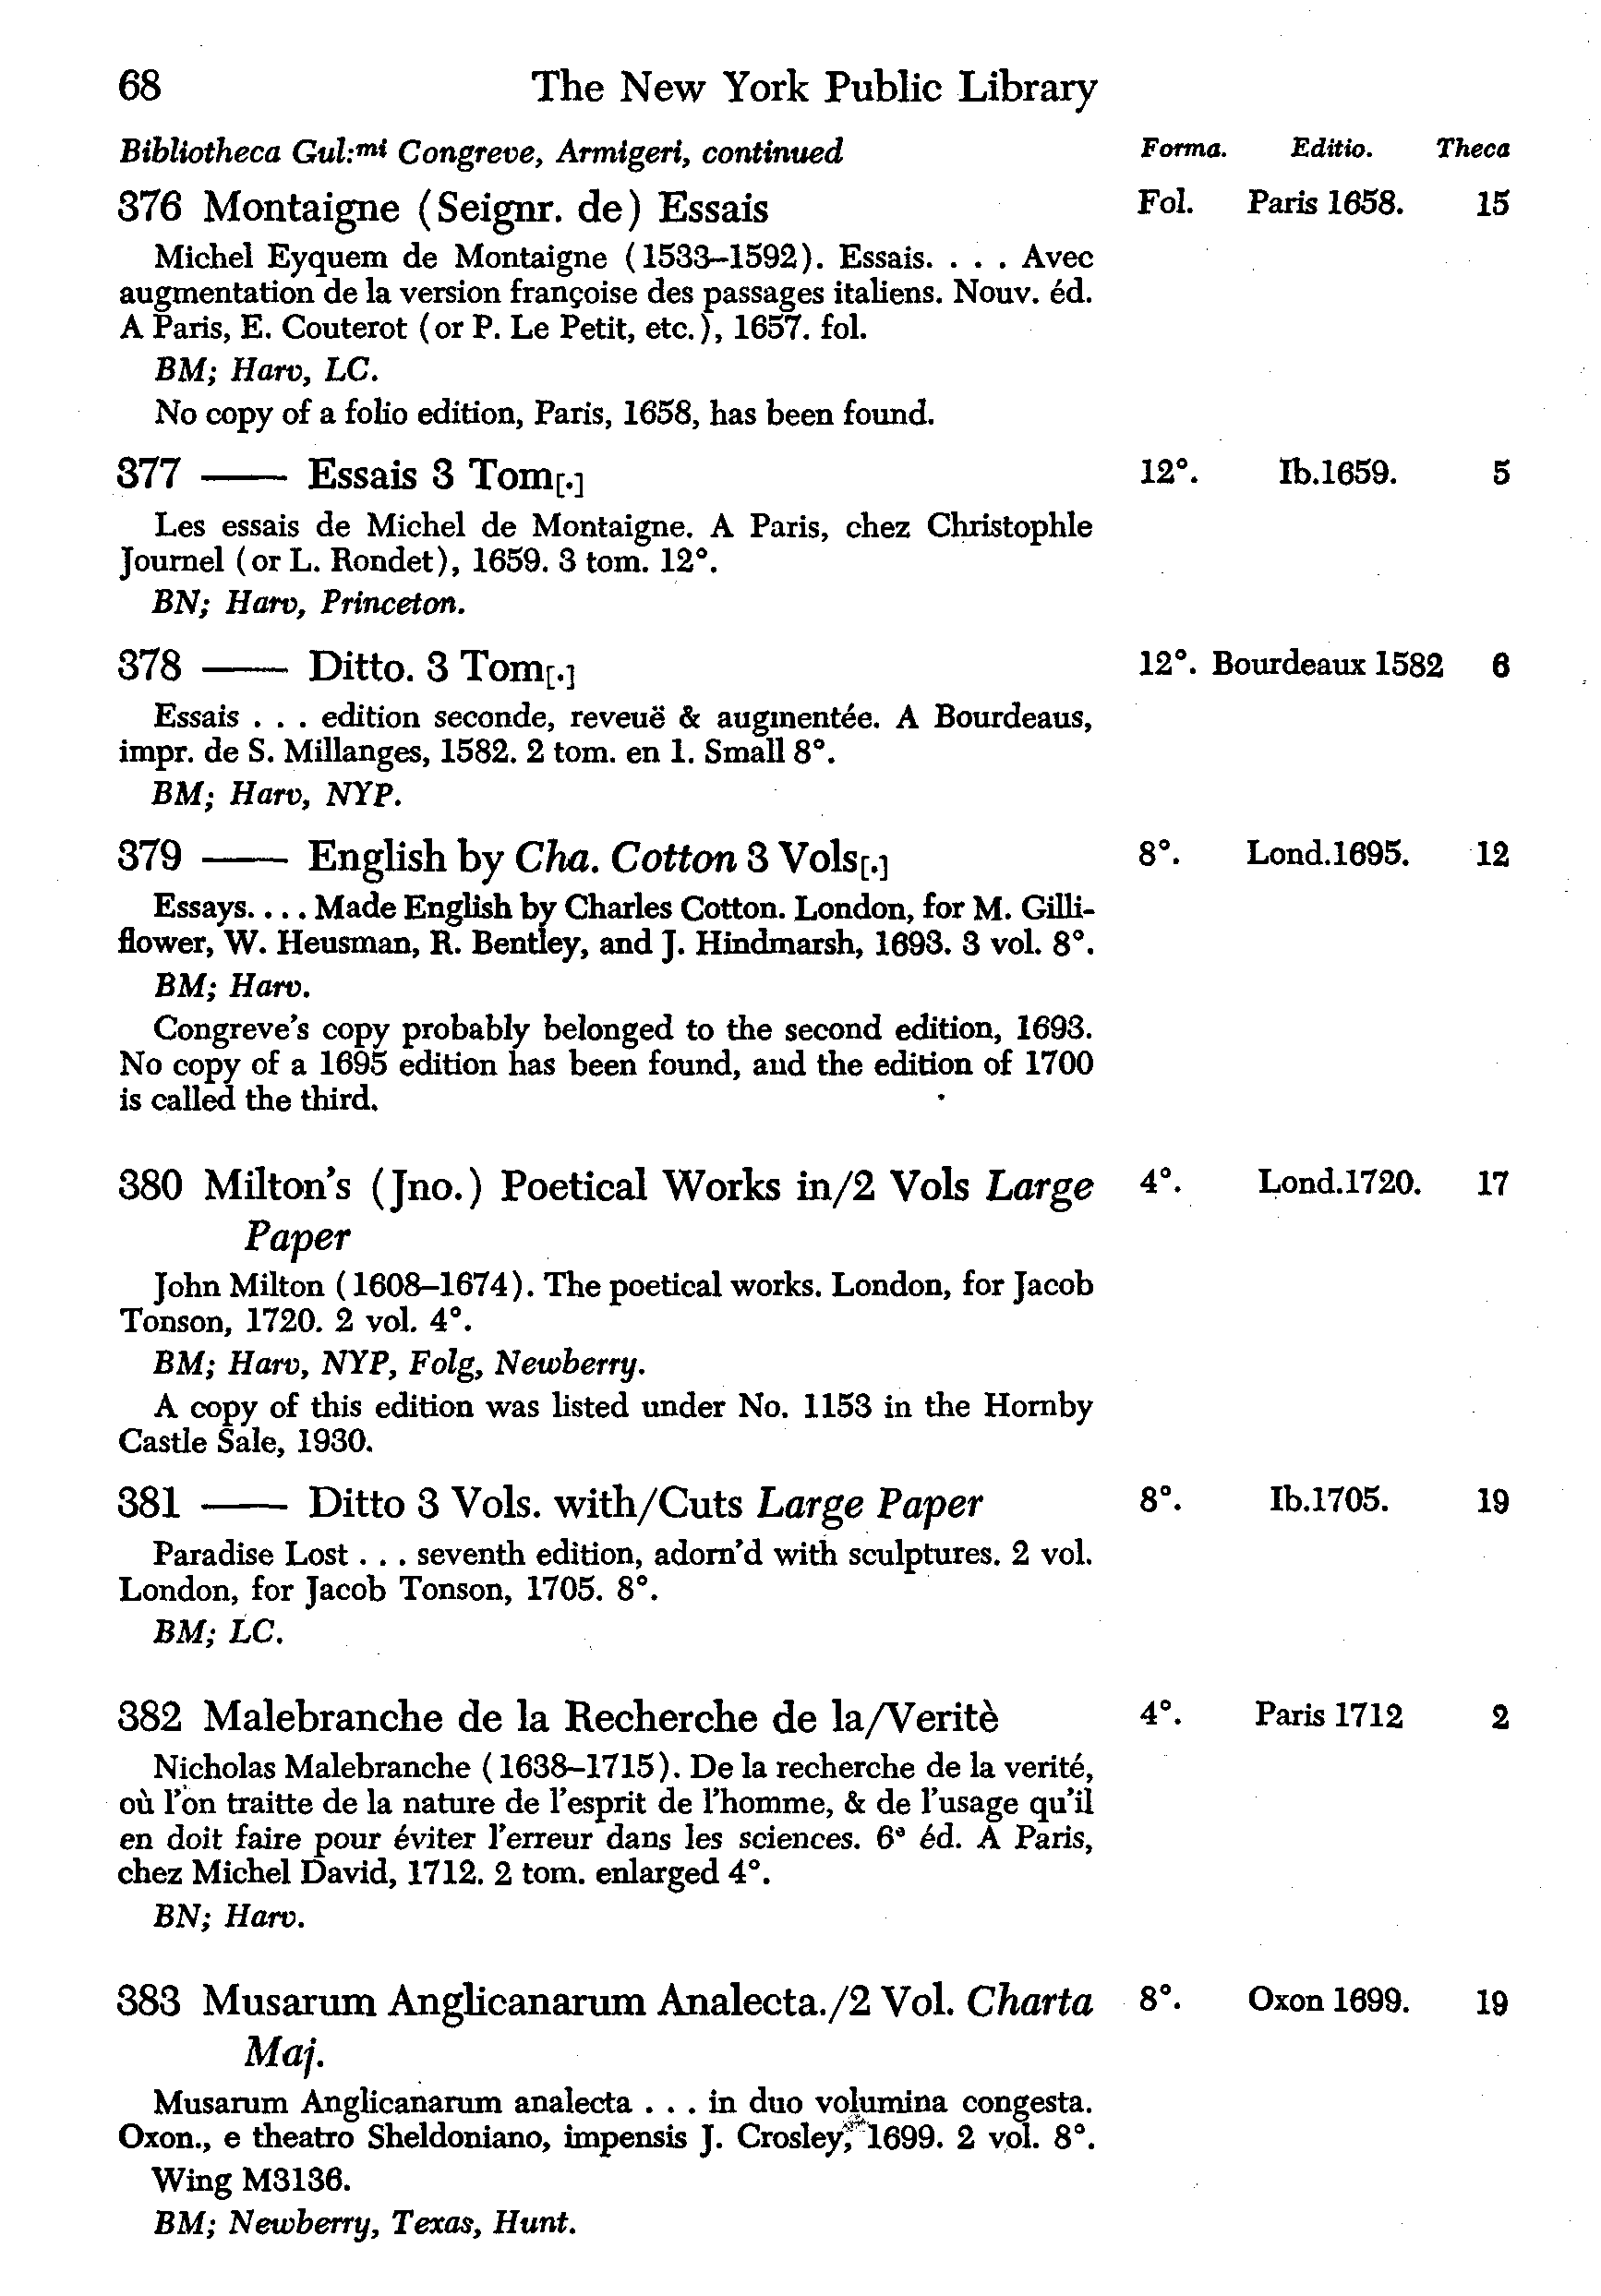 68 The New York Public Library
Bibliotheca Gul:mi Congreve, Armigeri, continued Forma. Editio. Theca
376 Montaigne (Seignr. de) Essais Fol. Paris 1658. 15
Michel Eyquem de Montaigne (1533–1592). Essais. . . . Avec
augmentation de la version françoise des passages italiens. Nouv. éd.
A Paris, E. Couterot (or P. Le Petit, etc.), 1657. fol.
BM; Harv, LC.
No copy of a folio edition, Paris, 1658, has been found.
377 —— Essais 3 Tom[.] 12°. Ib.1659. 5
Les essais de Michel de Montaigne. A Paris, chez Christophle
Journel (or L. Rondet), 1659. 3 tom. 12°.
BN; Harv, Princeton.
378 —— Ditto. 3 Tom[.] 12°. Bourdeaux 1582 6
Essais . . . edition seconde, reveuë & augmentée. A Bourdeaus,
impr. de S. Millanges, 1582. 2 tom. en 1. Small 8°.
BM; Harv, NYP.
379 —— English by Cha. Cotton 3 Vols[.] 8°. Lond.1695. 12
Essays. . . . Made English by Charles Cotton. London, for M. Gilli-
flower, W. Heusman, R. Bentley, and J. Hindmarsh, 1693. 3 vol. 8°.
BM; Harv.
Congreve's copy probably belonged to the second edition, 1693.
No copy of a 1695 edition has been found, and the edition of 1700
is called the third.
380 Milton's (Jno.) Poetical Works in/2 Vols Large 4°. Lond.1720. 17
Paper
John Milton (1608–1674). The poetical works. London, for Jacob
Tonson, 1720. 2 vol. 4°.
BM; Harv, NYP, Folg, Newberry.
A copy of this edition was listed under No. 1153 in the Hornby
Castle Sale, 1930.
381 —— Ditto 3 Vols. with/Cuts Large Paper 8°. Ib.1705. 19
Paradise Lost . . . seventh edition, adorn'd with sculptures. 2 vol.
London, for Jacob Tonson, 1705. 8°.
BM; LC.
382 Malebranche de la Recherche de la/Veritè 4°. Paris 1712 2
Nicholas Malebranche (1638–1715). De la recherche de la verité,
où l'on traitte de la nature de l'esprit de l'homme, & de l'usage qu'il
en doit faire pour éviter l'erreur dans les sciences. 6e éd. A Paris,
chez Michel David, 1712. 2 tom. enlarged 4°.
BN; Harv.
383 Musarum Anglicanarum Analecta./2 Vol. Charta 8°. Oxon 1699. 19
Maj.
Musarum Anglicanarum analecta . . . in duo volumina congesta.
Oxon., e theatro Sheldoniano, impensis J. Crosley, 1699. 2 vol. 8°.
Wing M3136.
BM; Newberry, Texas, Hunt.